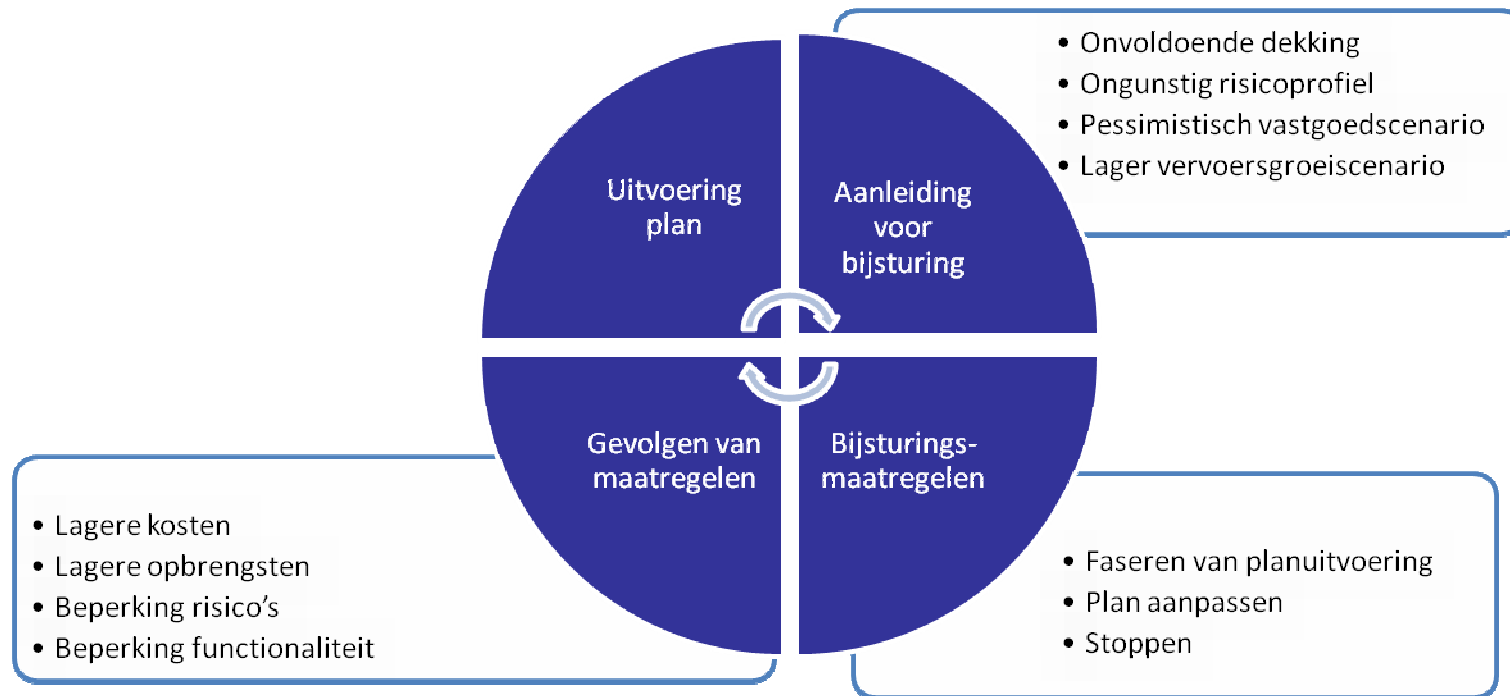 • Onvoldoende dekking
• Ongunstig risicoprofiel
• Pessimistisch vastgoedscenario
• Lager vervoersgroeiscenario
Uitvoering
plan
Aanleiding
voor
bijsturing
Gevolgen van
maatregelen
Bijsturings-
maatregelen
• Lagere kosten
• Lagere opbrengsten
• Beperking risico’s
• Beperking functionaliteit
• Faseren van planuitvoering
• Plan aanpassen
• Stoppen